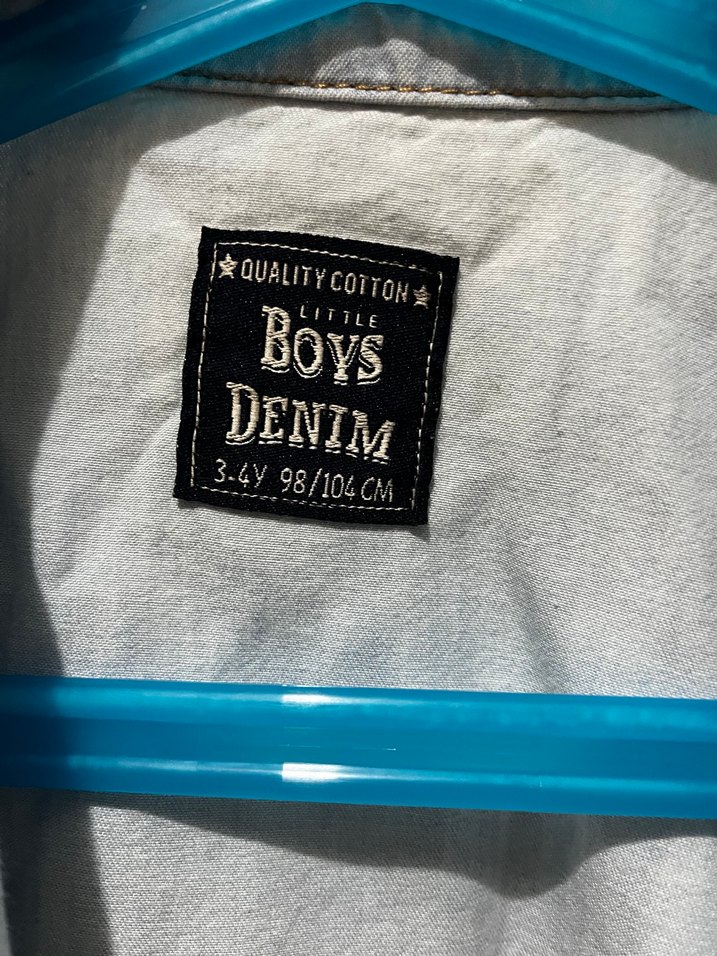 QUALITY COTTON
LITTLE
BOYS
DENIM
3-4Y 98/104 CM